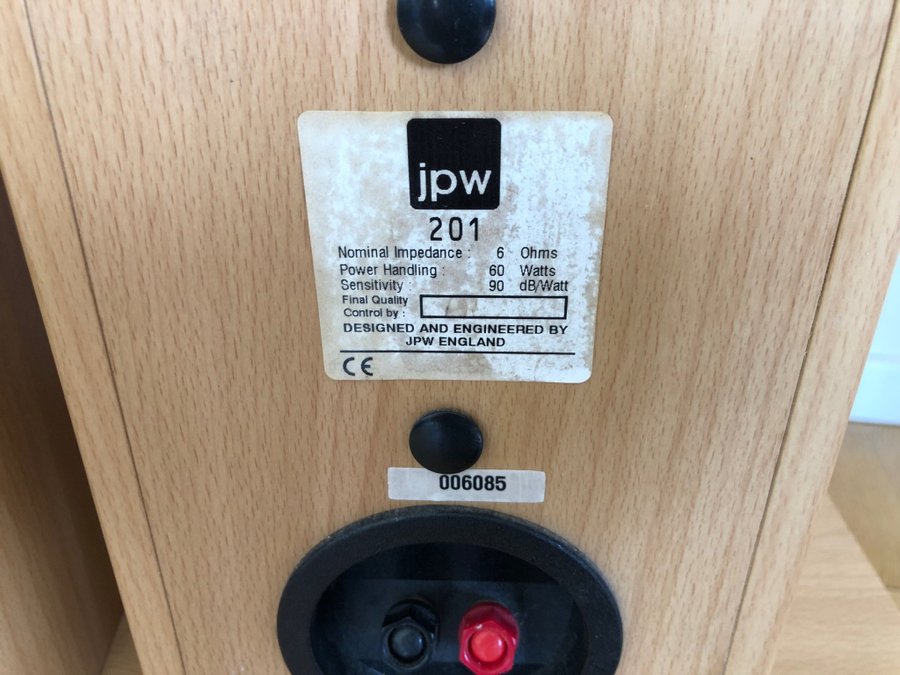 jpw
201
Nominal Impedance : 6 Ohms
Power Handling : 60 Watts
Sensitivity : 90 dB/Watt
Final Quality
Control by :
DESIGNED AND ENGINEERED BY
JPW ENGLAND
CE
006085